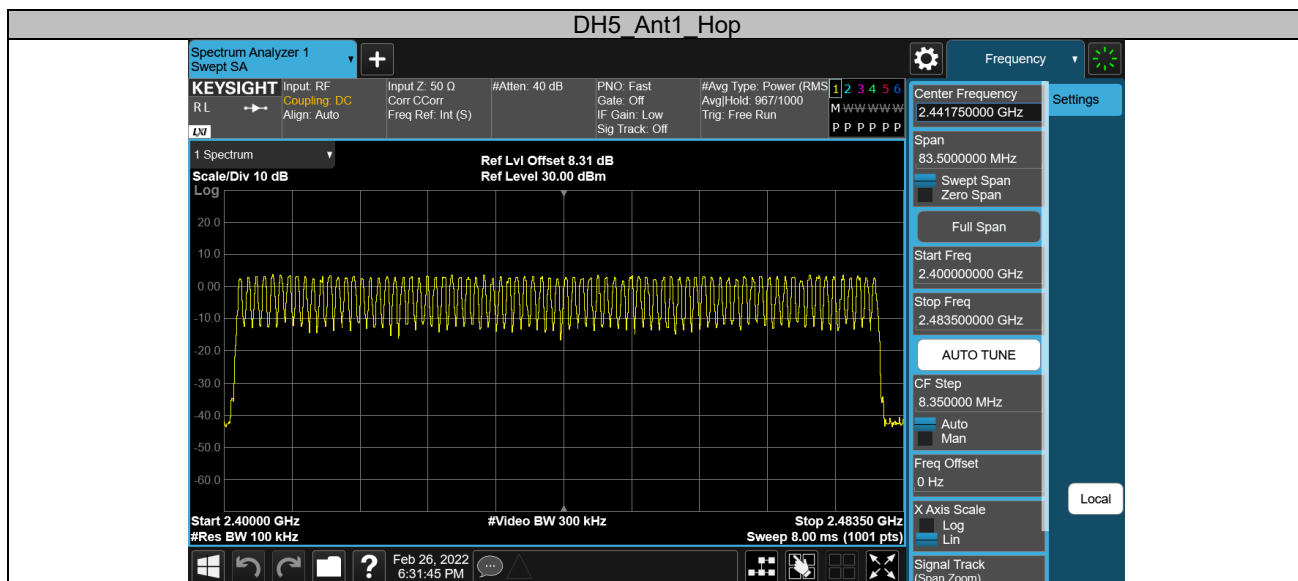 DH5_Ant1_Hop
Spectrum Analyzer 1
Swept SA
Frequency
KEYSIGHT
R L
LXI
Input: RF
Coupling: DC
Align: Auto
Input Z: 50 Ω
Corr CCorr
Freq Ref: Int (S)
#Atten: 40 dB
PNO: Fast
Gate: Off
IF Gain: Low
Sig Track: Off
#Avg Type: Power (RMS
Avg|Hold: 967/1000
Trig: Free Run
1 2 3 4 5 6
M W W W W W
P P P P P P
1 Spectrum
Scale/Div 10 dB
Log
Ref Lvl Offset 8.31 dB
Ref Level 30.00 dBm
20.0
10.0
0.00
-10.0
-20.0
-30.0
-40.0
-50.0
-60.0
Start 2.40000 GHz
#Res BW 100 kHz
#Video BW 300 kHz
Stop 2.48350 GHz
Sweep 8.00 ms (1001 pts)
Feb 26, 2022
6:31:45 PM
Center Frequency
2.441750000 GHz
Span
83.5000000 MHz
Swept Span
Zero Span
Full Span
Start Freq
2.400000000 GHz
Stop Freq
2.483500000 GHz
AUTO TUNE
CF Step
8.350000 MHz
Auto
Man
Freq Offset
0 Hz
X Axis Scale
Log
Lin
Signal Track
(Span Zoom)
Settings
Local